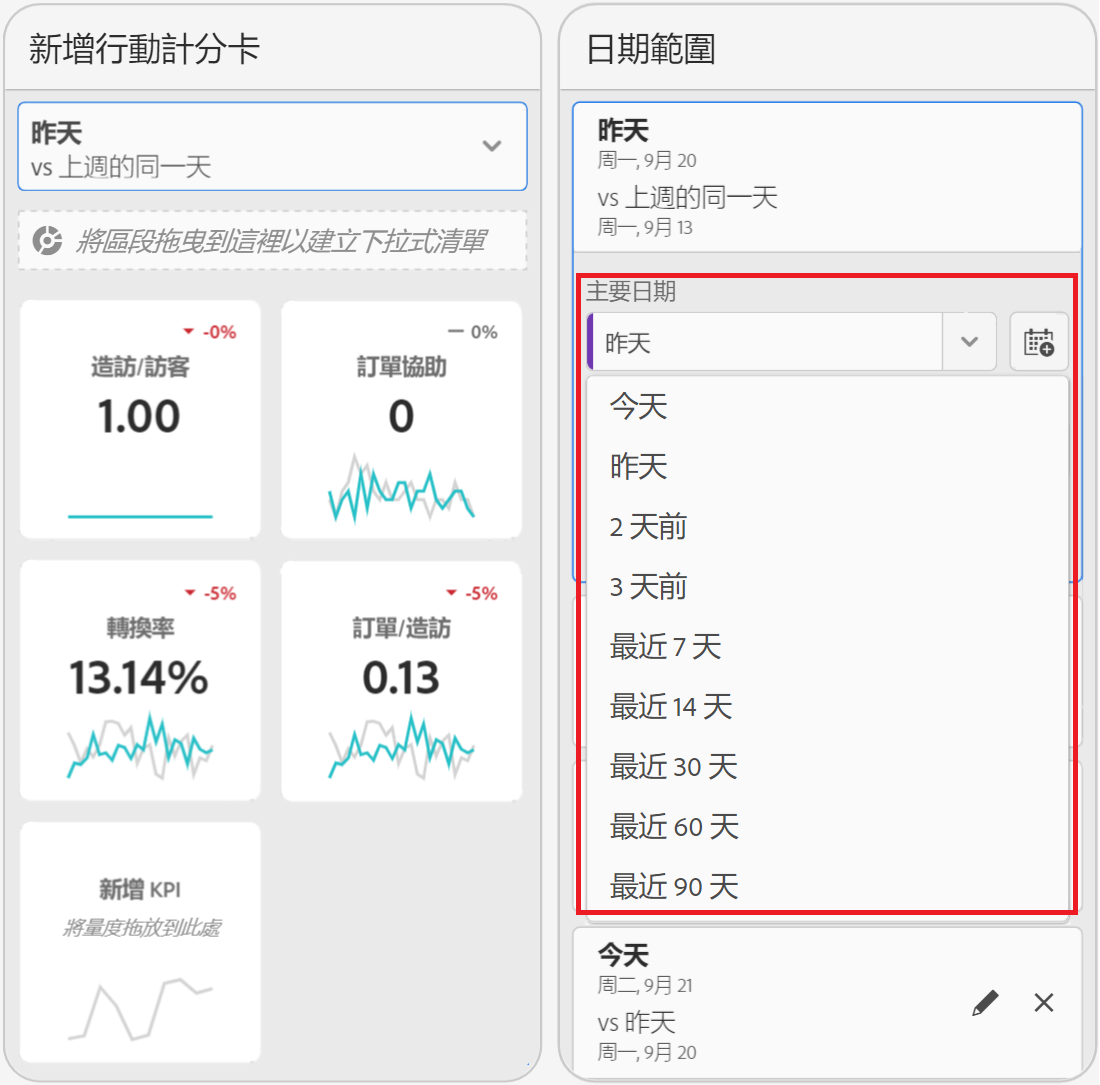 新增行動計分卡
昨天
vs 上週的同一天
將區段拖曳到這裡以建立下拉式清單
-0%
造訪/訪客
1.00
0%
訂單協助
0
-5%
轉換率
13.14%
-5%
訂單/造訪
0.13
新增 KPI
將量度拖放到此處
日期範圍
昨天
周一, 9月 20
vs 上週的同一天
周一, 9月 13
主要日期
昨天
今天
昨天
2 天前
3 天前
最近 7 天
最近 14 天
最近 30 天
最近 60 天
最近 90 天
今天
周二, 9月 21
vs 昨天
周一, 9月 20